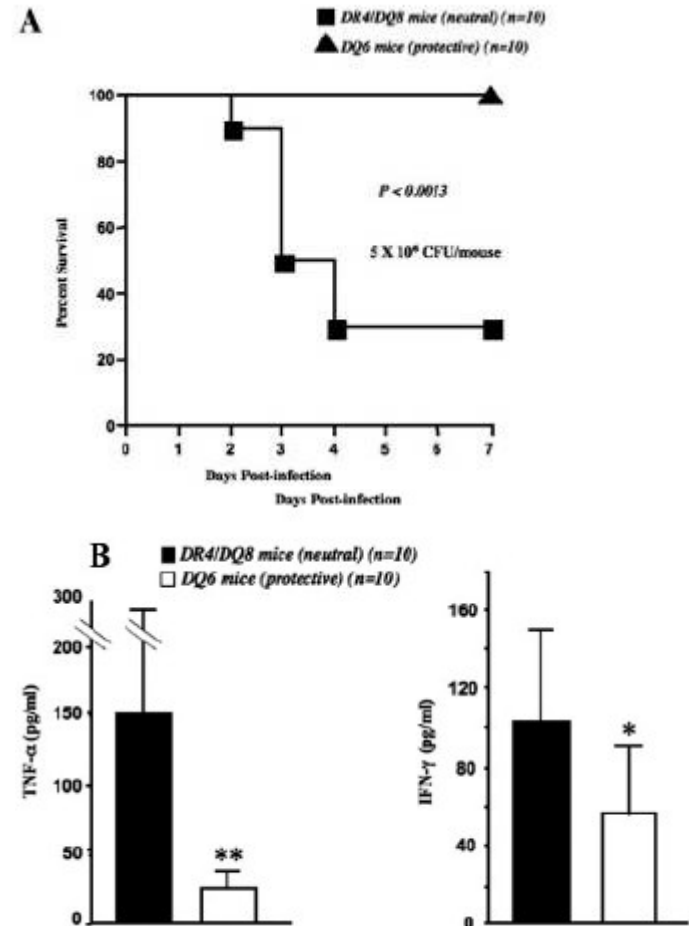 A
DR4/DQ8 mice (neutral) (n=10)
DQ6 mice (protective) (n=10)
100
80
60
40
20
0
Percent Survival
P < 0.0013
5 X 10⁶ CFU/mouse
0 1 2 3 4 5 6 7
Days Post-infection
Days Post-infection
B
DR4/DQ8 mice (neutral) (n=10)
DQ6 mice (protective) (n=10)
300
200
150
100
50
0
TNF-α (pg/ml)
**
160
120
80
40
0
IFN-γ (pg/ml)
*